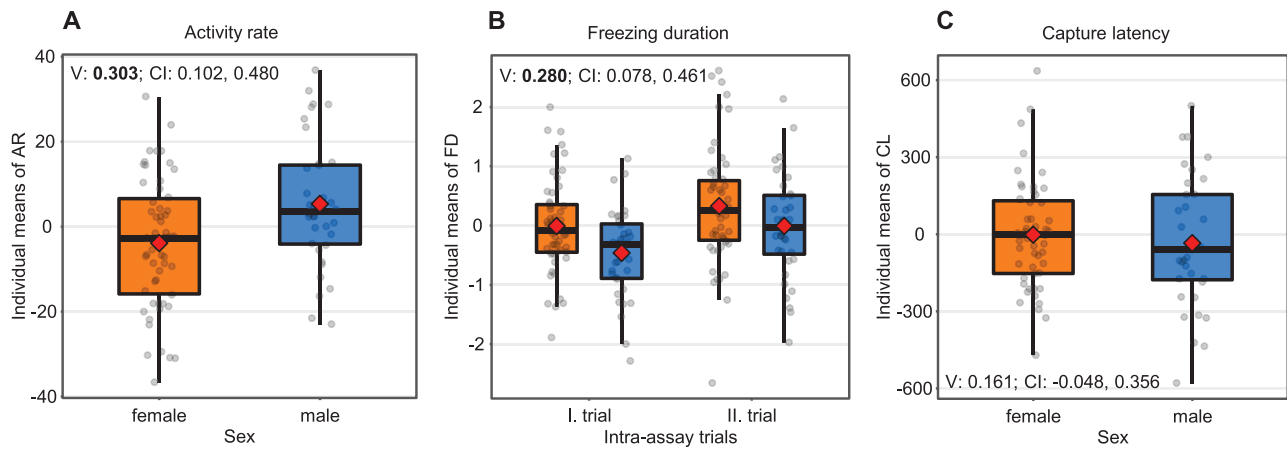 A
Activity rate
V: 0.303; CI: 0.102, 0.480
Individual means of AR
40
20
0
-20
-40
female male
Sex
B
Freezing duration
V: 0.280; CI: 0.078, 0.461
Individual means of FD
2
1
0
-1
-2
I. trial II. trial
Intra-assay trials
C
Capture latency
Individual means of CL
600
300
0
-300
-600
V: 0.161; CI: -0.048, 0.356
female male
Sex